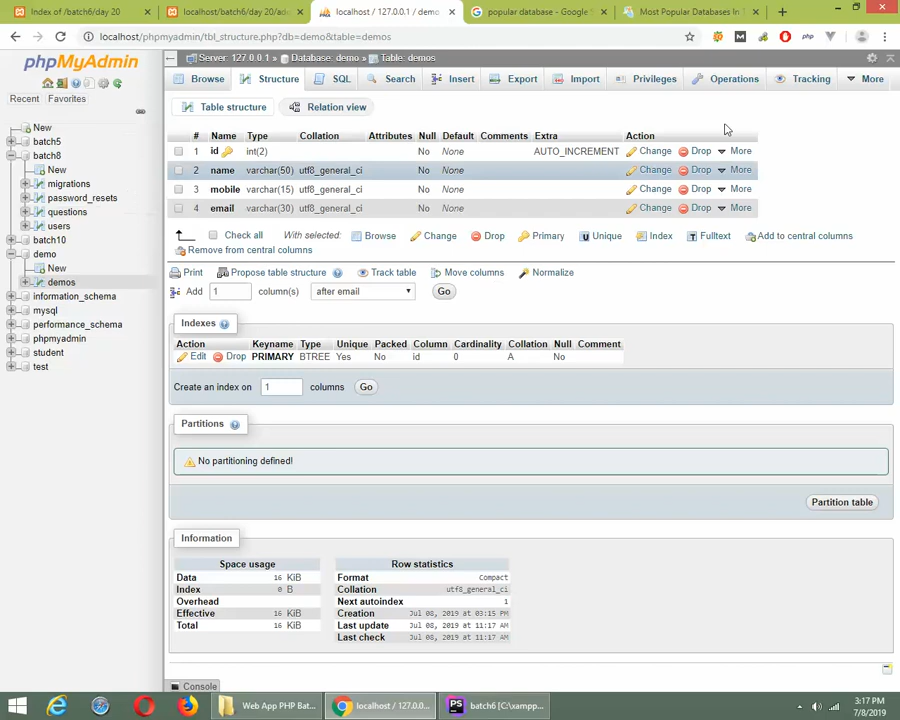 Index of /batch6/day 20
localhost/batch6/day 20/ad
localhost / 127.0.0.1 / demo
popular database - Google S
Most Popular Databases In
localhost/phpmyadmin/tbl_structure.php?db=demo&table=demos
phpMyAdmin
Server: 127.0.0.1 » Database: demo » Table: demos
Browse Structure SQL Search Insert Export Import Privileges Operations Tracking More
Recent Favorites
Table structure Relation view
New
batch5
batch8
New
migrations
password_resets
questions
users
batch10
demo
New
demos
information_schema
mysql
performance_schema
phpmyadmin
student
test
# Name Type Collation Attributes Null Default Comments Extra Action
1 id int(2) No None AUTO_INCREMENT Change Drop More
2 name varchar(50) utf8_general_ci No None Change Drop More
3 mobile varchar(15) utf8_general_ci No None Change Drop More
4 email varchar(30) utf8_general_ci No None Change Drop More
Check all With selected: Browse Change Drop Primary Unique Index Fulltext Add to central columns
Remove from central columns
Print Propose table structure Track table Move columns Normalize
Add 1 column(s) after email Go
Indexes
Action Keyname Type Unique Packed Column Cardinality Collation Null Comment
Edit Drop PRIMARY BTREE Yes No id 0 A No
Create an index on 1 columns Go
Partitions
No partitioning defined!
Partition table
Information
Space usage
Data 16 KiB
Index 0 B
Overhead
Effective 16 KiB
Total 16 KiB
Row statistics
Format Compact
Collation utf8_general_ci
Next autoindex 1
Creation Jul 08, 2019 at 03:15 PM
Last update Jul 08, 2019 at 11:17 AM
Last check Jul 08, 2019 at 11:17 AM
Console
Web App PHP Bat...
localhost / 127.0.0...
batch6 [C:\xampp...
3:17 PM
7/8/2019